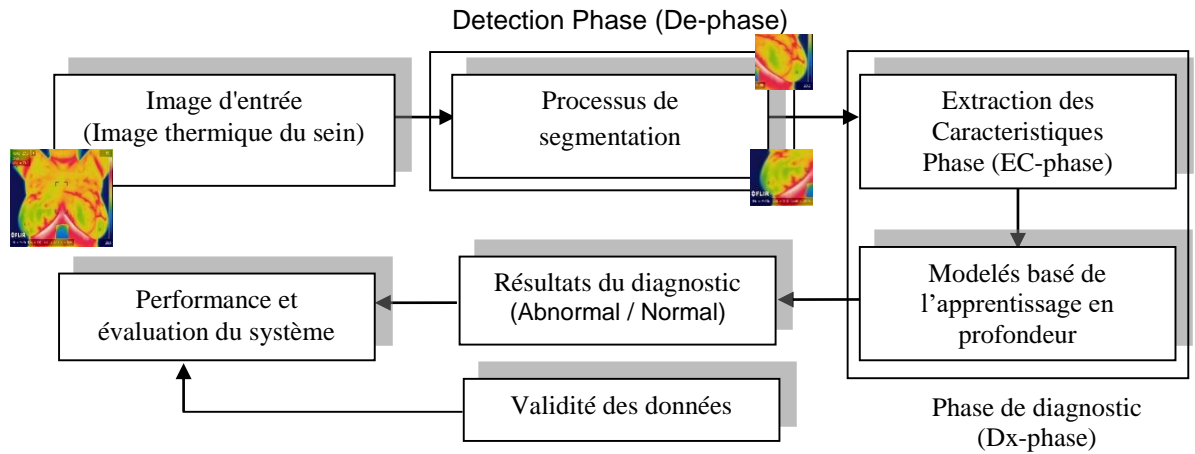 Detection Phase (De-phase)
Image d'entrée
(Image thermique du sein)
Processus de
segmentation
Extraction des
Caracteristiques
Phase (EC-phase)
$FLIR
Modelés basé de
l’apprentissage en
profondeur
Résultats du diagnostic
(Abnormal / Normal)
Performance et
évaluation du système
Validité des données
Phase de diagnostic
(Dx-phase)